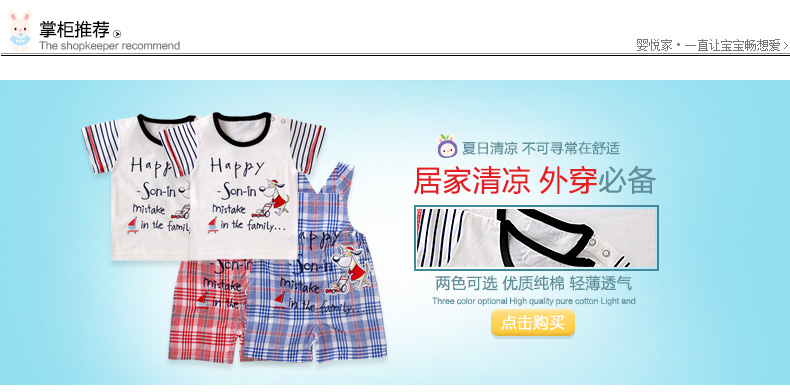 掌柜推荐
The shopkeeper recommend
婴悦家•一直让宝宝畅想爱
夏日清凉 不可寻常在舒适
居家清凉 外穿必备
两色可选 优质纯棉 轻薄透气
Three color optional High quality pure cotton Light and
点击购买
Happy
-Son-in
mistake
in the family...
Happy
-Son-in
mistake
in the family...
Son-in
mistake
in the
Happy
Son-in
mistake
in the family...